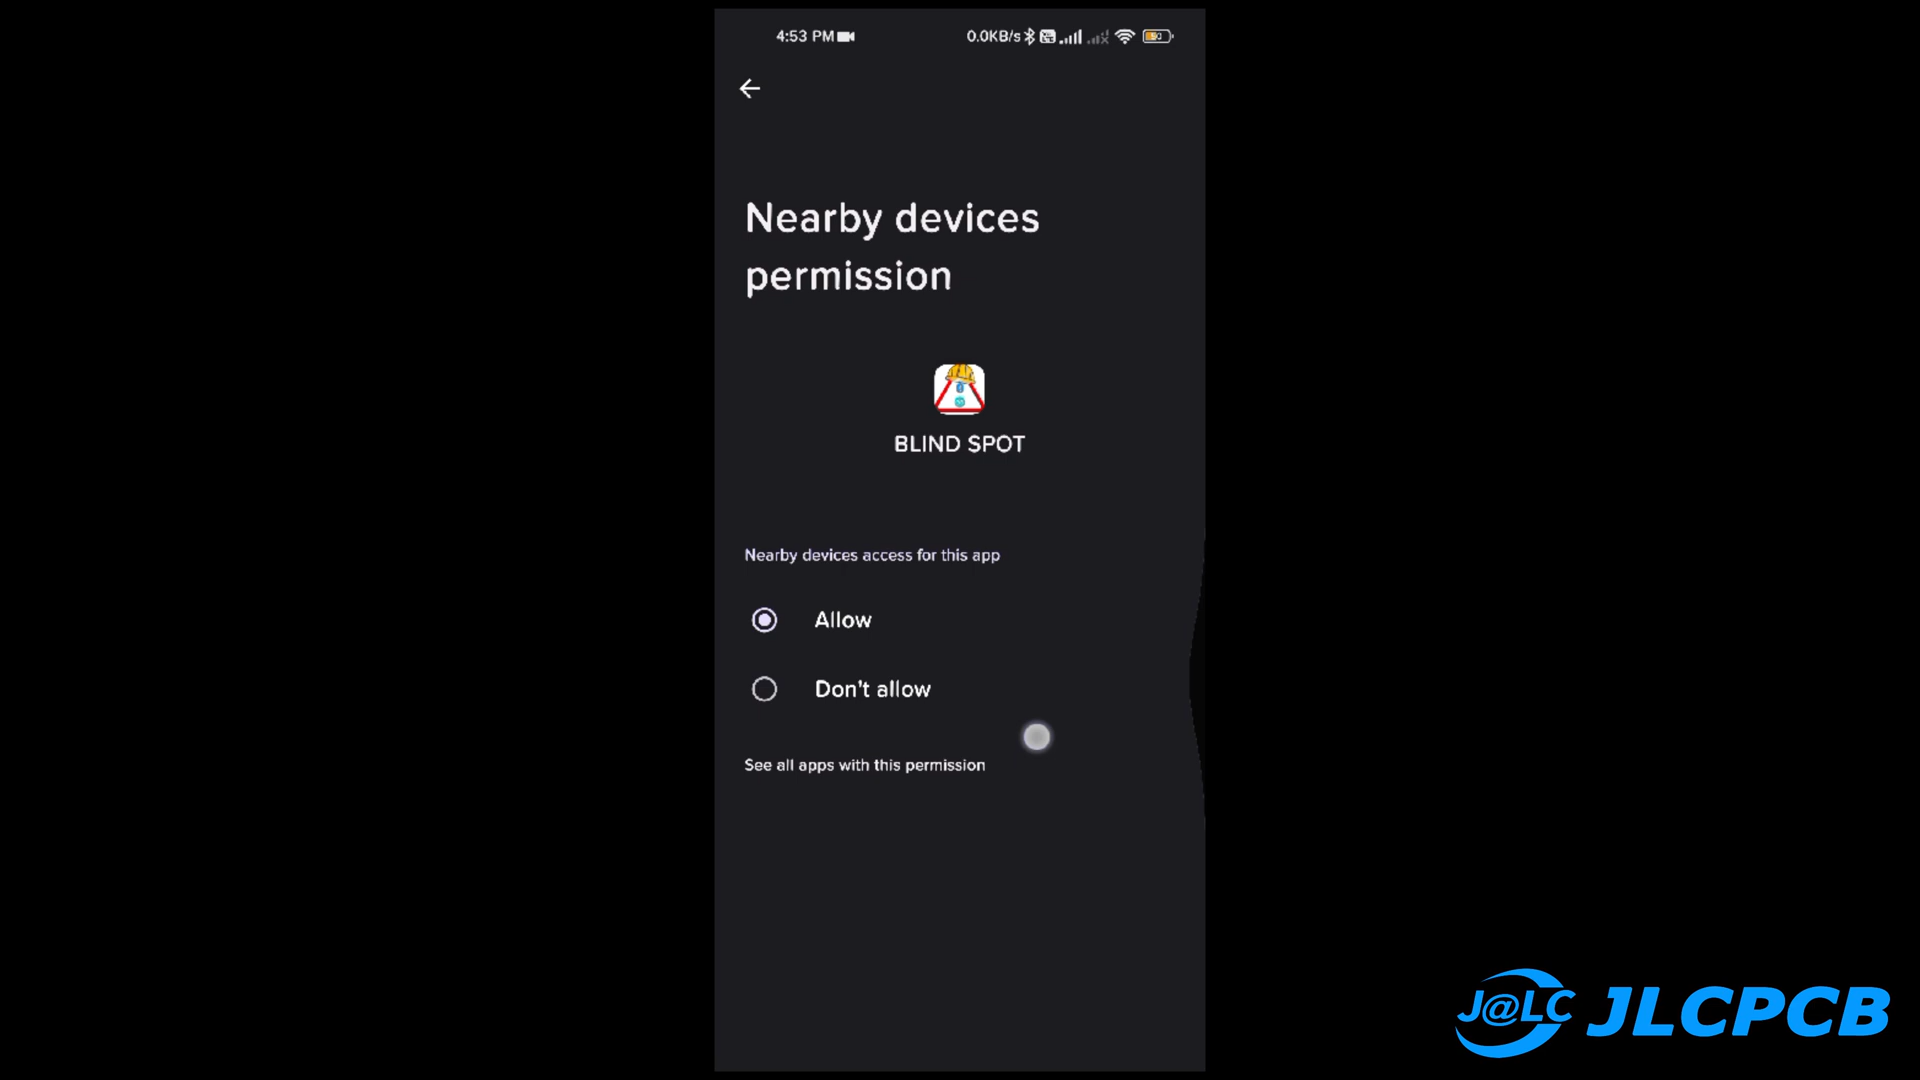 4:53 PM
0.0KB/s
Nearby devices
permission
BLIND SPOT
Nearby devices access for this app
Allow
Don't allow
See all apps with this permission
J@LC JLCPCB